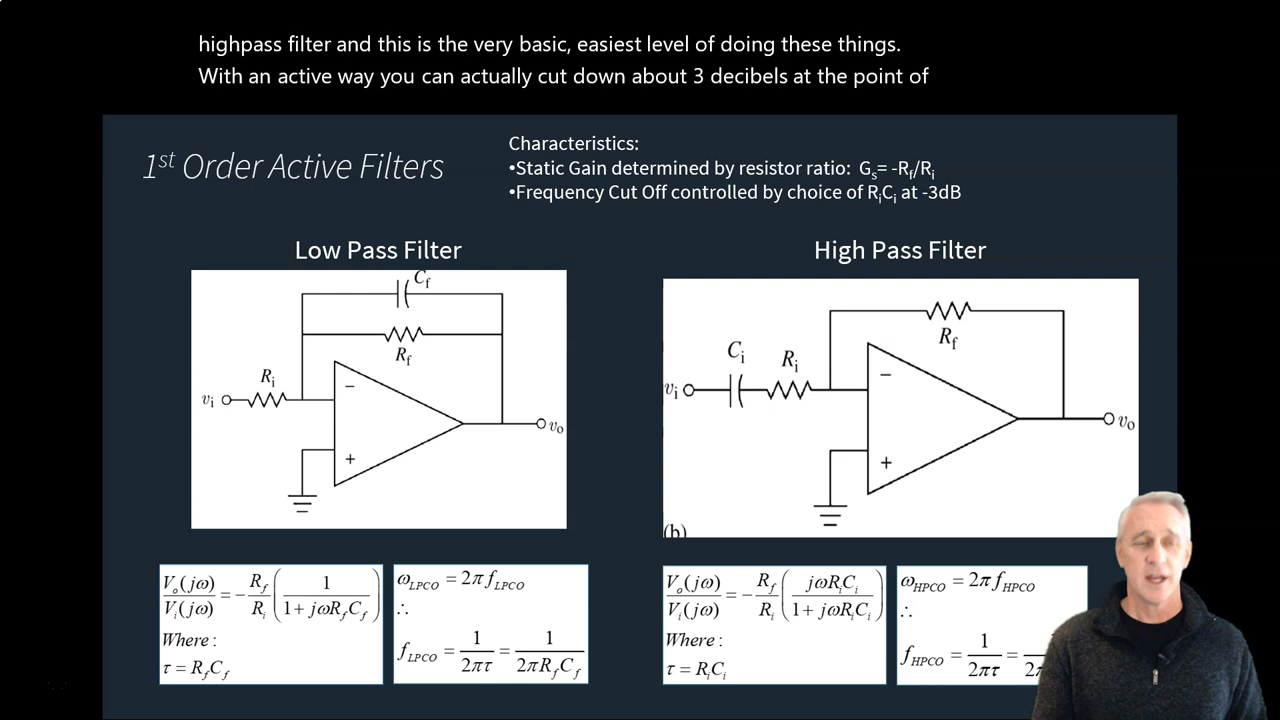 highpass filter and this is the very basic, easiest level of doing these things.
With an active way you can actually cut down about 3 decibels at the point of
1st Order Active Filters
Characteristics:
•Static Gain determined by resistor ratio: Gs= -Rf/Ri
•Frequency Cut Off controlled by choice of RiCi at -3dB
Low Pass Filter
Cf
Rf
Ri
vi
−
+
vo
High Pass Filter
Rf
Ci
Ri
vi
−
+
vo
(b)
Vo(jω)/Vi(jω) = −Rf/Ri (1/(1+ jωRfCf))
Where :
τ = RfCf
ωLPCO = 2π fLPCO
∴
fLPCO = 1/2πτ = 1/2πRfCf
Vo(jω)/Vi(jω) = −Rf/Ri (jωRiCi/(1+ jωRiCi))
Where :
τ = RiCi
ωHPCO = 2π fHPCO
∴
fHPCO = 1/2πτ =